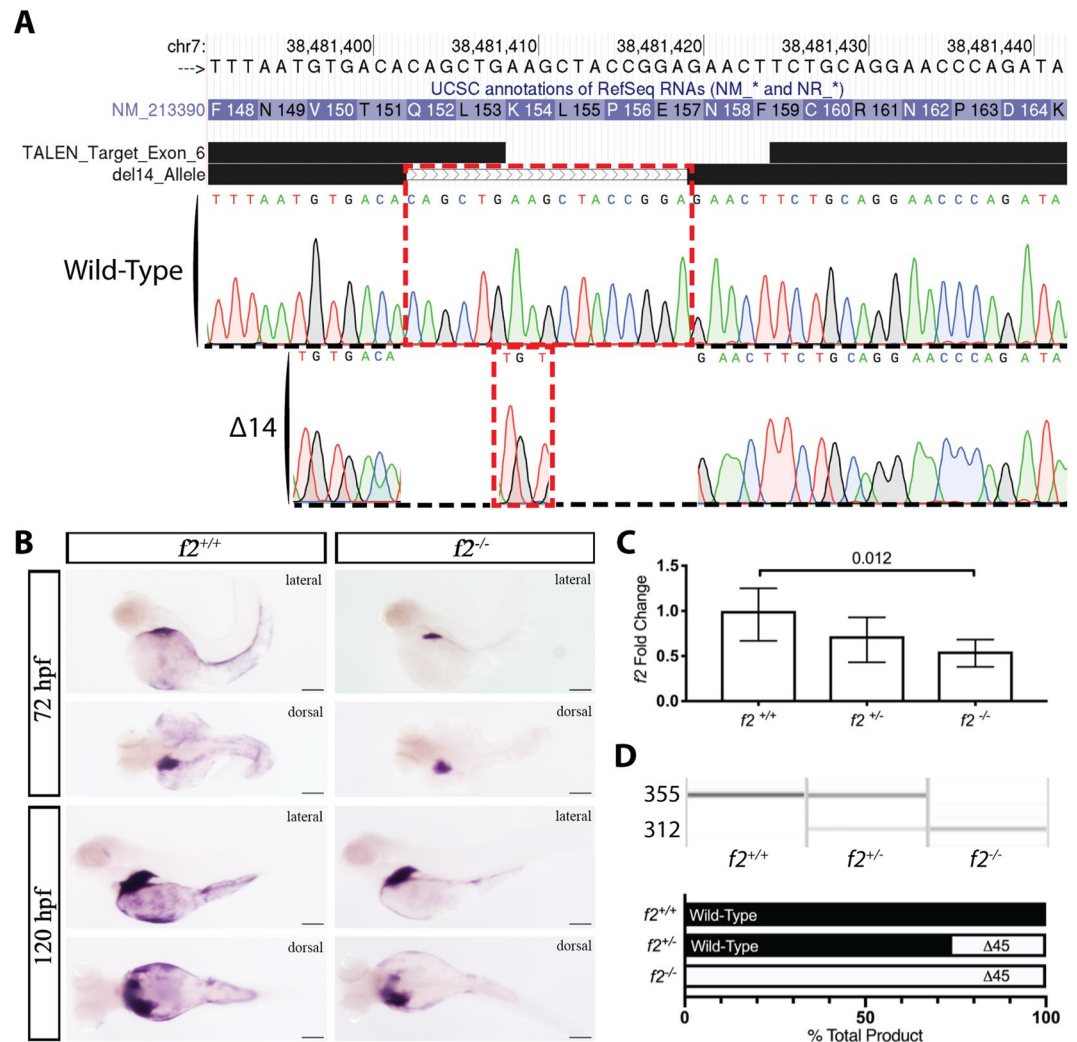 A
chr7: 38,481,400 38,481,410 38,481,420 38,481,430 38,481,440
---> T T T A A T G T G A C A C A G C T G A A G C T A C C G G A G A A C T T C T G C A G G A A C C C A G A T A
UCSC annotations of RefSeq RNAs (NM_* and NR_*)
NM_213390 F 148 N 149 V 150 T 151 Q 152 L 153 K 154 L 155 P 156 E 157 N 158 F 159 C 160 R 161 N 162 P 163 D 164 K
TALEN_Target_Exon_6
del14_Allele
T T T A A T G T G A C A C A G C T G A A G C T A C C G G A G A A C T T C T G C A G G A A C C C A G A T A
Wild-Type
T G T G A C A T G T G A A C T T C T G C A G G A A C C C A G A T A
Δ14
B
f2+/+ f2-/-
72 hpf
lateral lateral
dorsal dorsal
120 hpf
lateral lateral
dorsal dorsal
C
0.012
f2 Fold Change
1.5
1.0
0.5
0.0
f2 +/+ f2 +/- f2 -/-
D
355
312
f2+/+ f2+/- f2-/-
f2+/+ Wild-Type
f2+/- Wild-Type Δ45
f2-/- Δ45
0 50 100
% Total Product